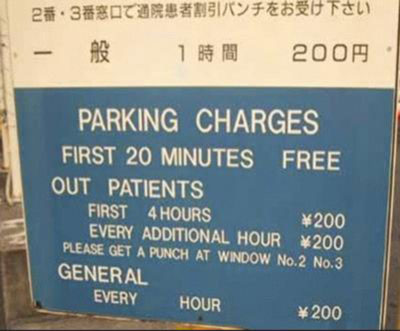 2番・3番窓口で通院患者割引パンチをお受け下さい
一般 1時間 200円
PARKING CHARGES
FIRST 20 MINUTES FREE
OUT PATIENTS
FIRST 4 HOURS ¥200
EVERY ADDITIONAL HOUR ¥200
PLEASE GET A PUNCH AT WINDOW No.2 No.3
GENERAL
EVERY HOUR ¥200